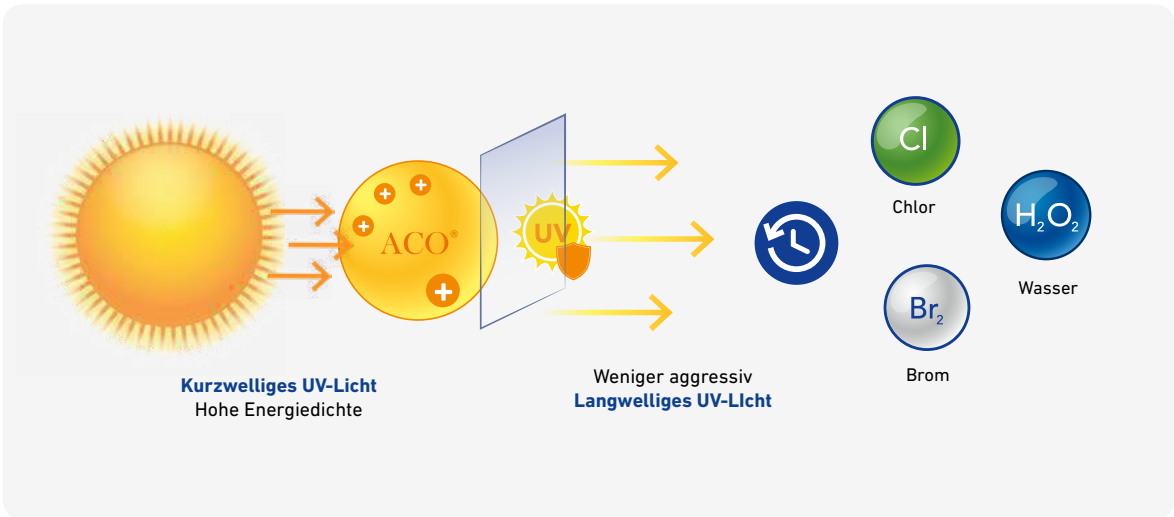 ACO®
UV
Cl
Chlor
H₂O₂
Wasser
Br₂
Brom
Kurzwelliges UV-Licht
Hohe Energiedichte
Weniger aggressiv
Langwelliges UV-LIcht